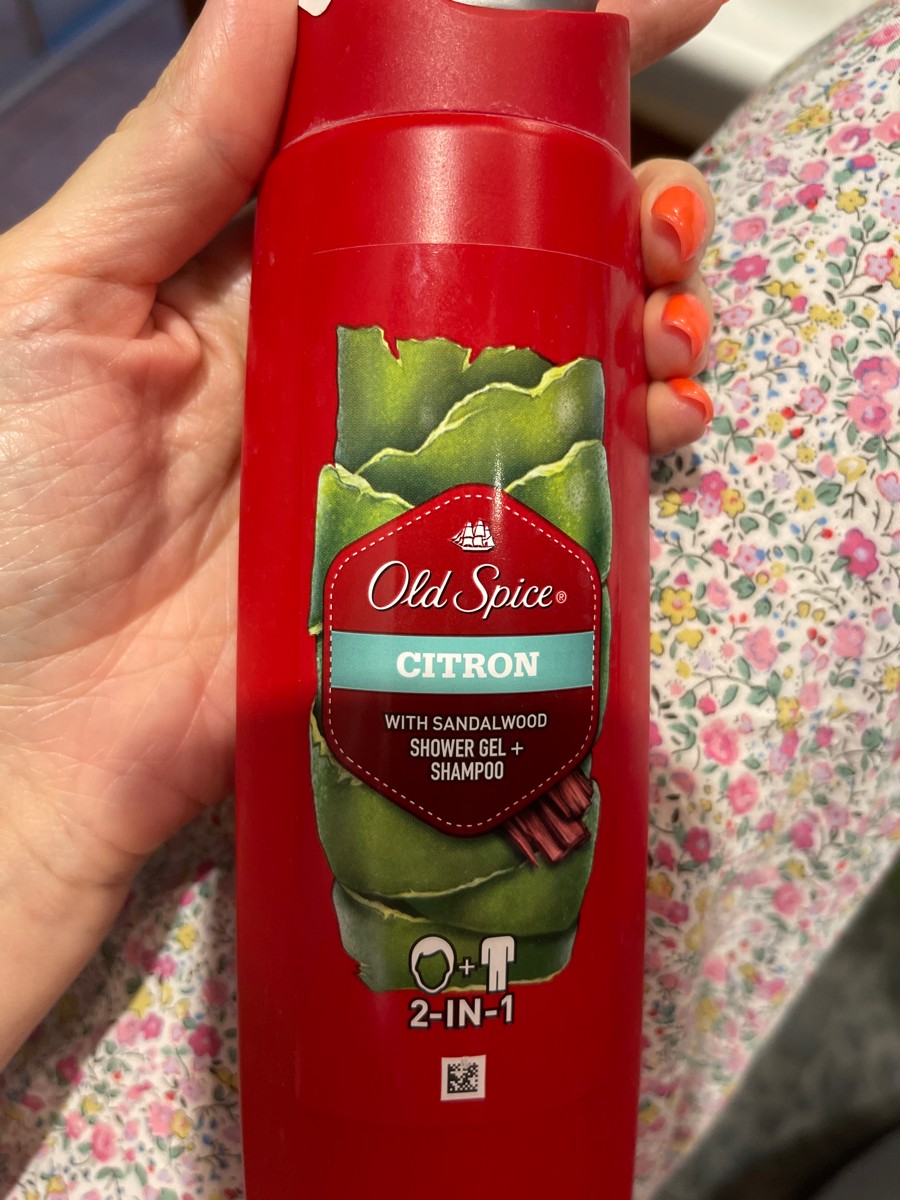 Old Spice®
CITRON
WITH SANDALWOOD
SHOWER GEL +
SHAMPOO
+
2-IN-1